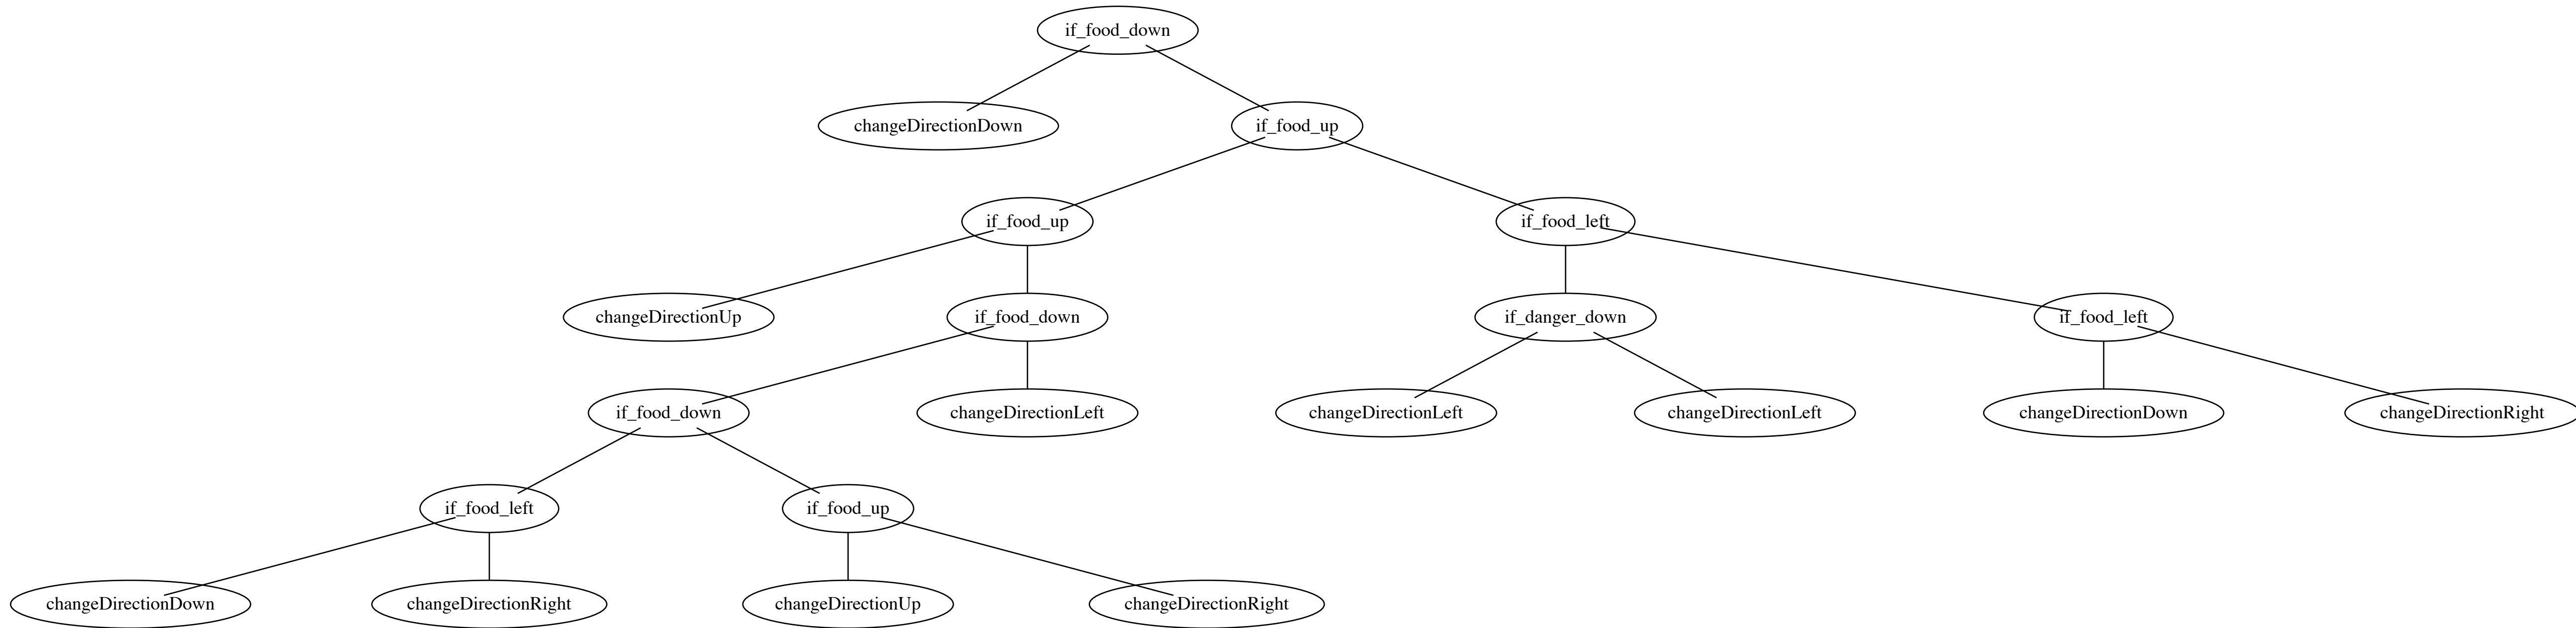 if_food_down
changeDirectionDown
if_food_up
if_food_up
if_food_left
changeDirectionUp
if_food_down
if_danger_down
if_food_left
if_food_down
changeDirectionLeft
changeDirectionLeft
changeDirectionLeft
changeDirectionDown
changeDirectionRight
if_food_left
if_food_up
changeDirectionDown
changeDirectionRight
changeDirectionUp
changeDirectionRight